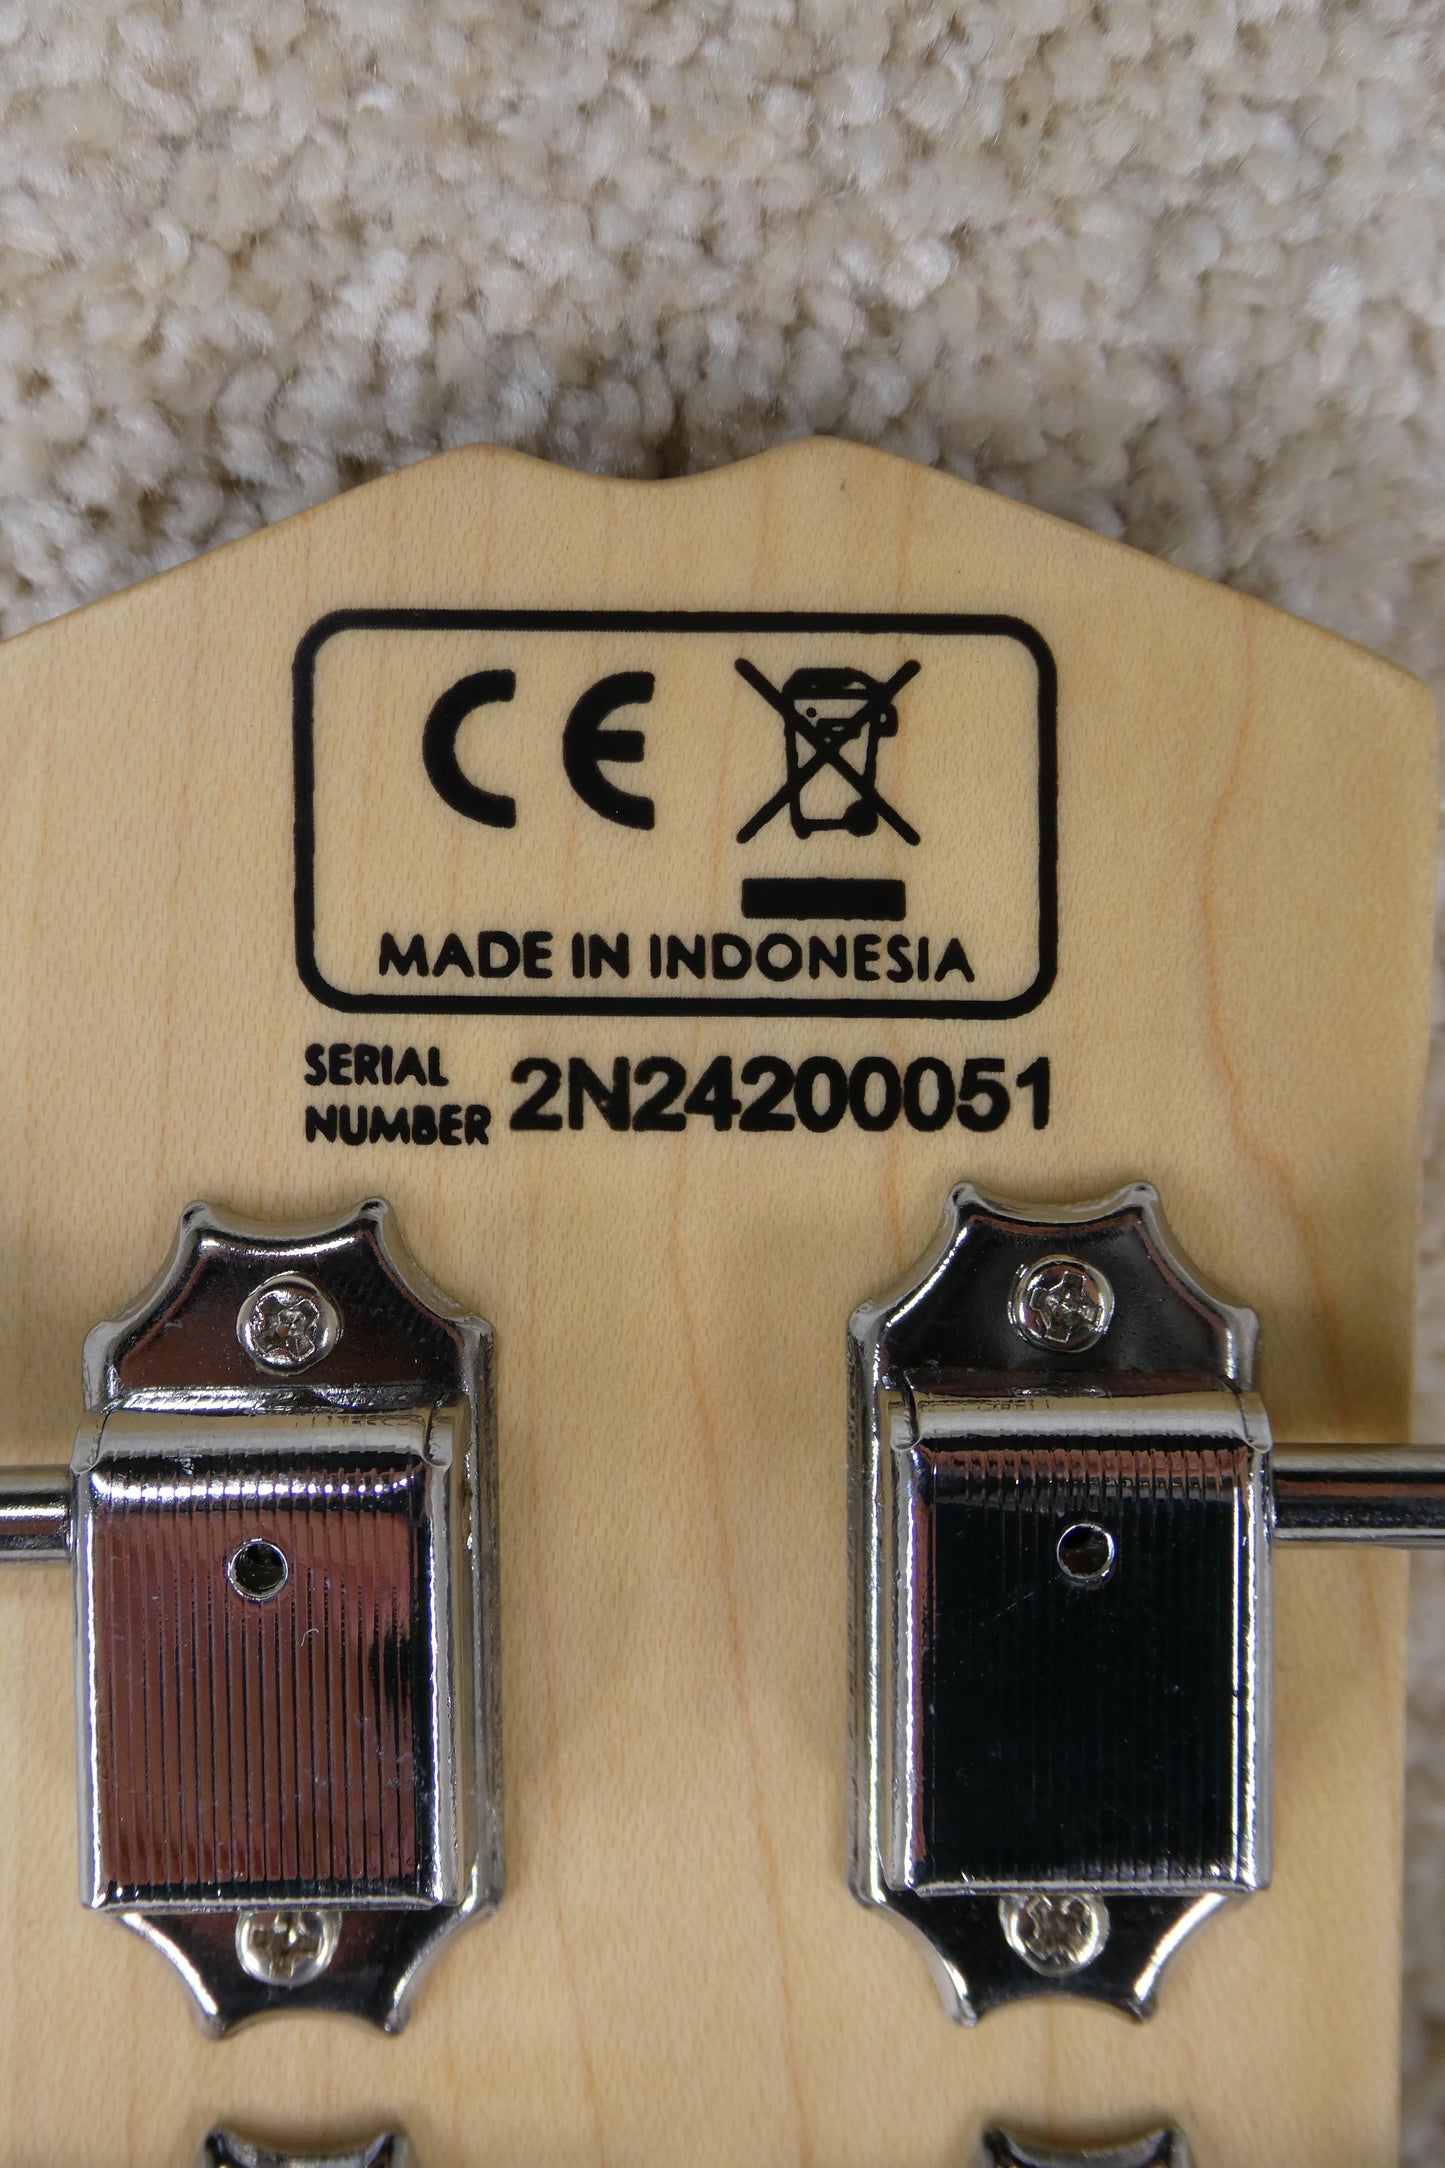 CE
MADE IN INDONESIA
SERIAL
NUMBER 2N24200051